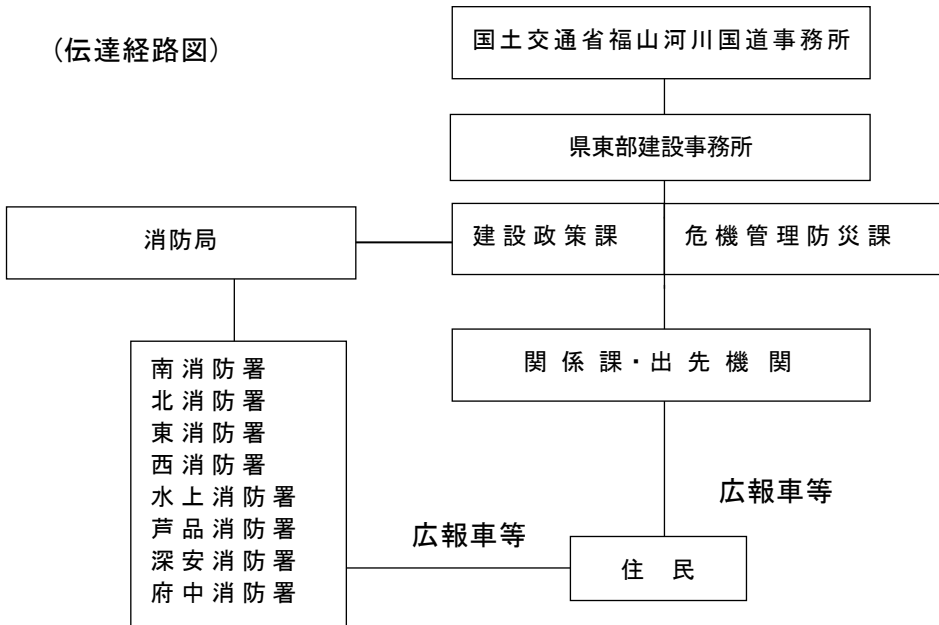 (伝達経路図)
国土交通省福山河川国道事務所
県東部建設事務所
消防局
建設政策課
危機管理防災課
関係課・出先機関
南消防署
北消防署
東消防署
西消防署
水上消防署
芦品消防署
深安消防署
府中消防署
広報車等
広報車等
住民